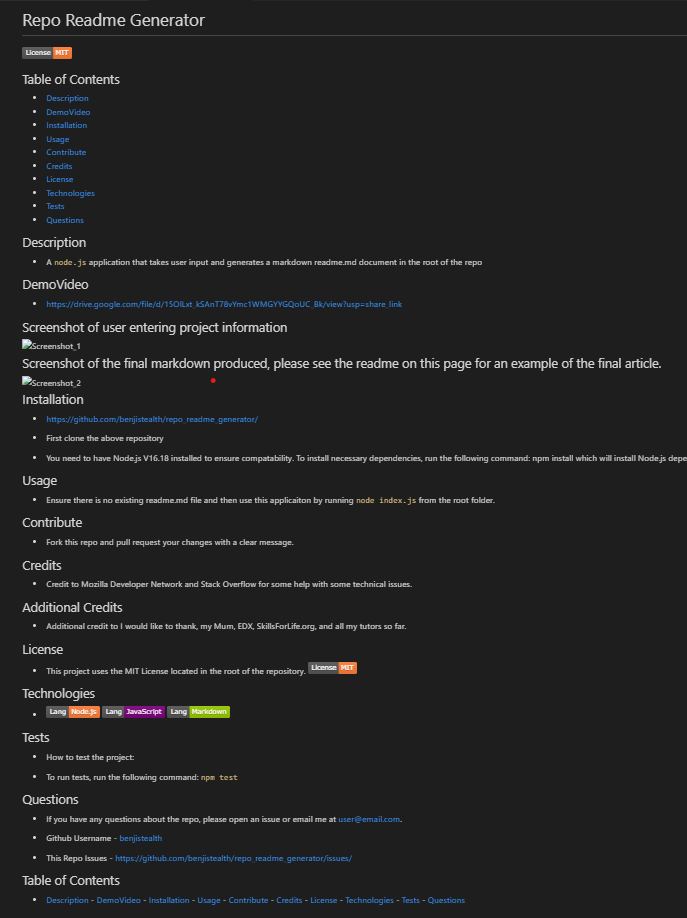 Repo Readme Generator
License MIT
Table of Contents
Description
DemoVideo
Installation
Usage
Contribute
Credits
License
Technologies
Tests
Questions
Description
A node.js application that takes user input and generates a markdown readme.md document in the root of the repo
DemoVideo
https://drive.google.com/file/d/15OlLxt_kSAnT78vYmc1WMGYYGQoUC_Bk/view?usp=share_link
Screenshot of user entering project information
Screenshot_1
Screenshot of the final markdown produced, please see the readme on this page for an example of the final article.
Screenshot_2
Installation
https://github.com/benjistealth/repo_readme_generator/
First clone the above repository
You need to have Node.js V16.18 installed to ensure compatability. To install necessary dependencies, run the following command: npm install which will install Node.js depe
Usage
Ensure there is no existing readme.md file and then use this applicaiton by running node index.js from the root folder.
Contribute
Fork this repo and pull request your changes with a clear message.
Credits
Credit to Mozilla Developer Network and Stack Overflow for some help with some technical issues.
Additional Credits
Additional credit to I would like to thank, my Mum, EDX, SkillsForLife.org, and all my tutors so far.
License
This project uses the MIT License located in the root of the repository. License MIT
Technologies
Lang Node.js Lang JavaScript Lang Markdown
Tests
How to test the project:
To run tests, run the following command: npm test
Questions
If you have any questions about the repo, please open an issue or email me at user@email.com.
Github Username - benjistealth
This Repo Issues - https://github.com/benjistealth/repo_readme_generator/issues/
Table of Contents
Description - DemoVideo - Installation - Usage - Contribute - Credits - License - Technologies - Tests - Questions